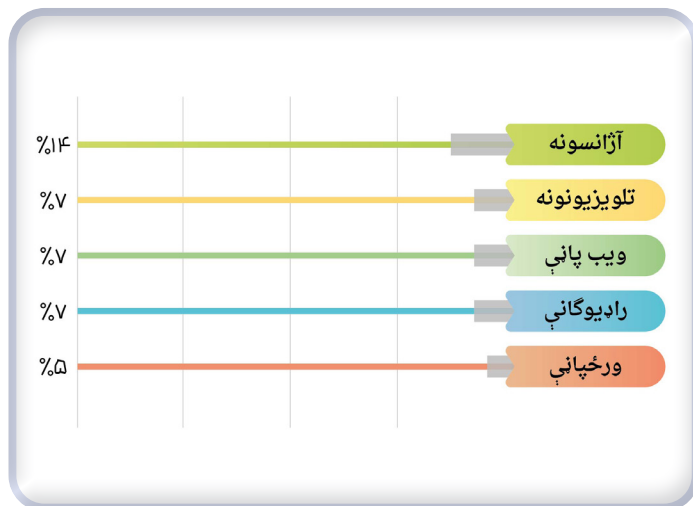 آژانسونه %۱۴
تلویزیونونه %۷
ویب پاڼې %۷
راډیوګانې %۷
ورځپاڼې %۵